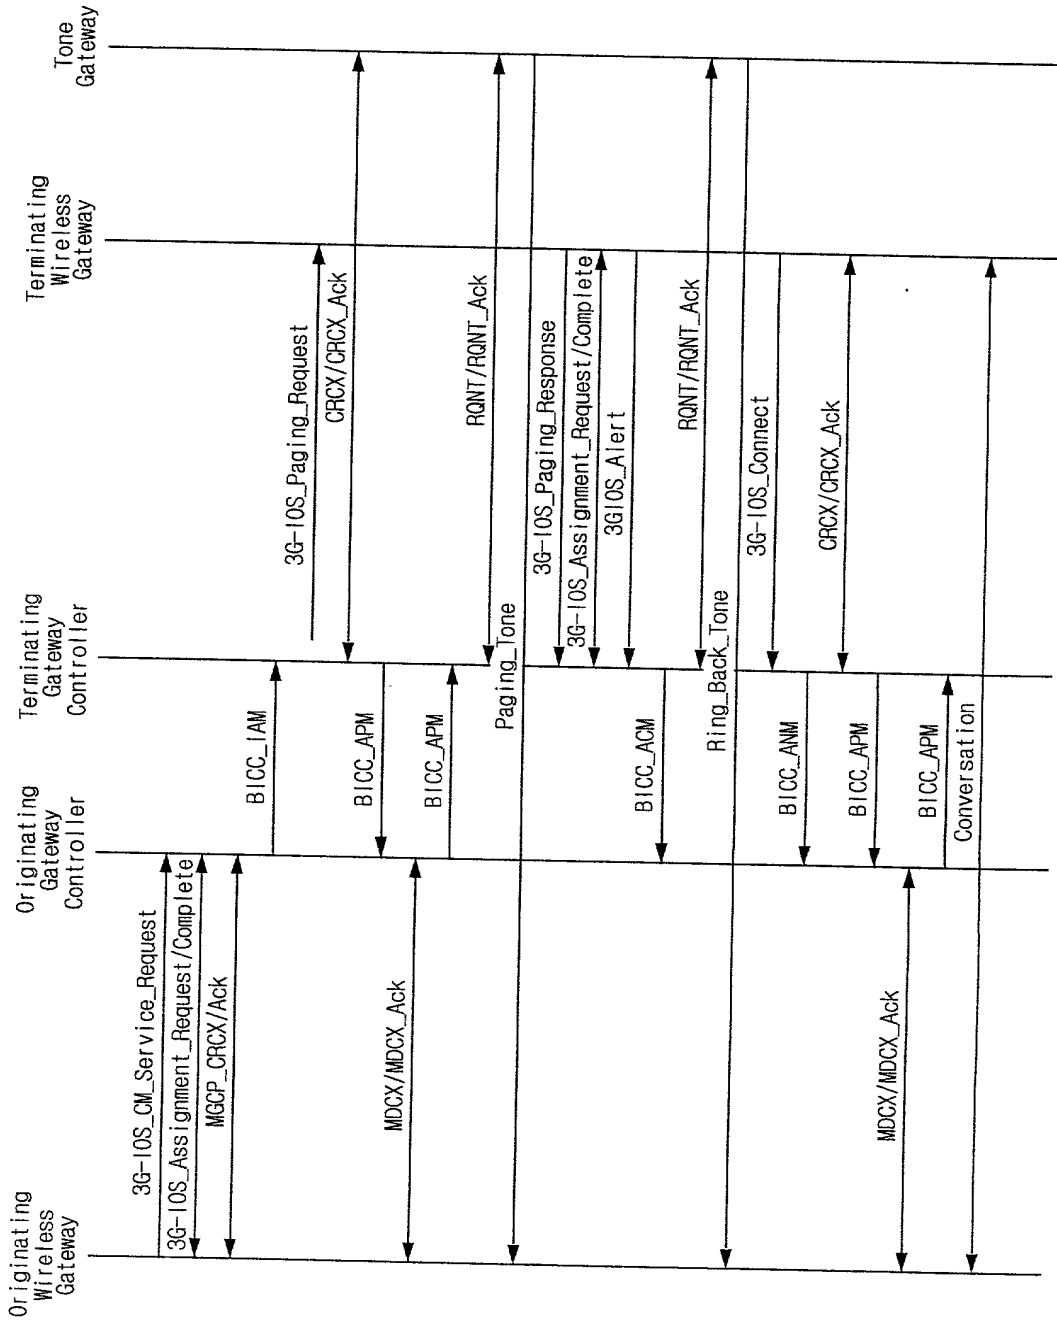 Originating
Wireless
Gateway
Originating
Gateway
Controller
Terminating
Gateway
Controller
Terminating
Wireless
Gateway
Tone
Gateway
3G-IOS_CM_Service_Request
3G-IOS_Assignment_Request/Complete
MGCP_CRCX/Ack
BICC_IAM
3G-IOS_Paging_Request
CRCX/CRCX_Ack
BICC_APM
MDCX/MDCX_Ack
BICC_APM
RQNT/RQNT_Ack
Paging_Tone
3G-IOS_Paging_Response
3G-IOS_Assignment_Request/Complete
3GIOS_Alert
BICC_ACM
RQNT/RQNT_Ack
Ring_Back_Tone
3G-IOS_Connect
BICC_ANM
CRCX/CRCX_Ack
BICC_APM
MDCX/MDCX_Ack
BICC_APM
Conversation